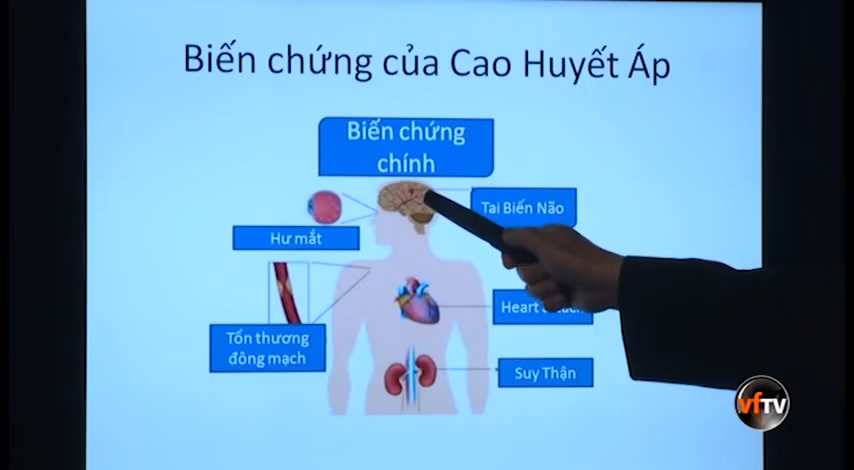 Biến chứng của Cao Huyết Áp
Biến chứng
chính
Tai Biến Não
Hư mắt
Heart
Tổn thương
đông mạch
Suy Thận
vfTV